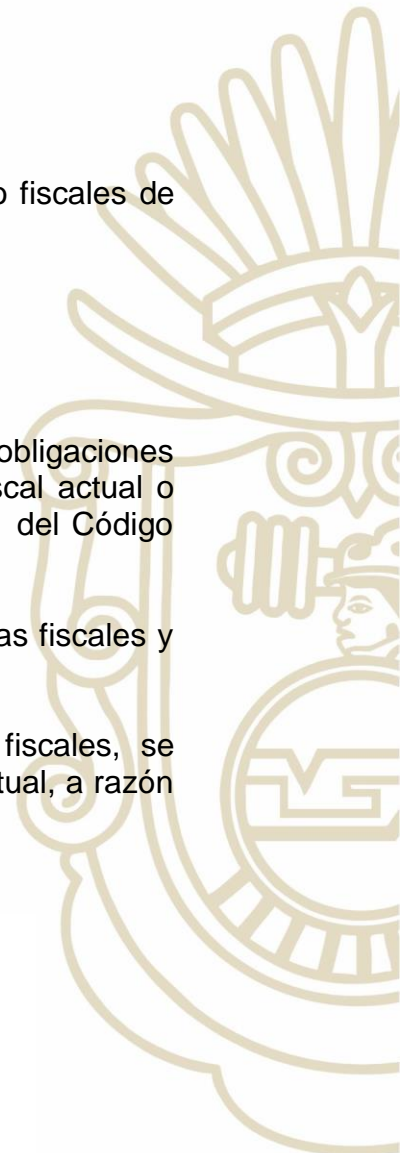 o fiscales de
obligaciones
scal actual o
del Código
as fiscales y
fiscales, se
tual, a razón